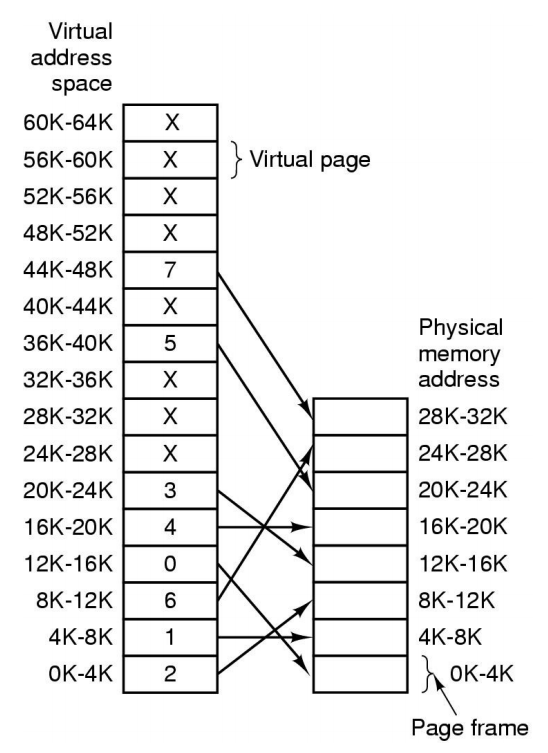 Virtual
address
space
60K-64K X
56K-60K X Virtual page
52K-56K X
48K-52K X
44K-48K 7
40K-44K X
36K-40K 5
32K-36K X
28K-32K X
24K-28K X
20K-24K 3
16K-20K 4
12K-16K 0
8K-12K 6
4K-8K 1
0K-4K 2
Physical
memory
address
28K-32K
24K-28K
20K-24K
16K-20K
12K-16K
8K-12K
4K-8K
0K-4K
Page frame